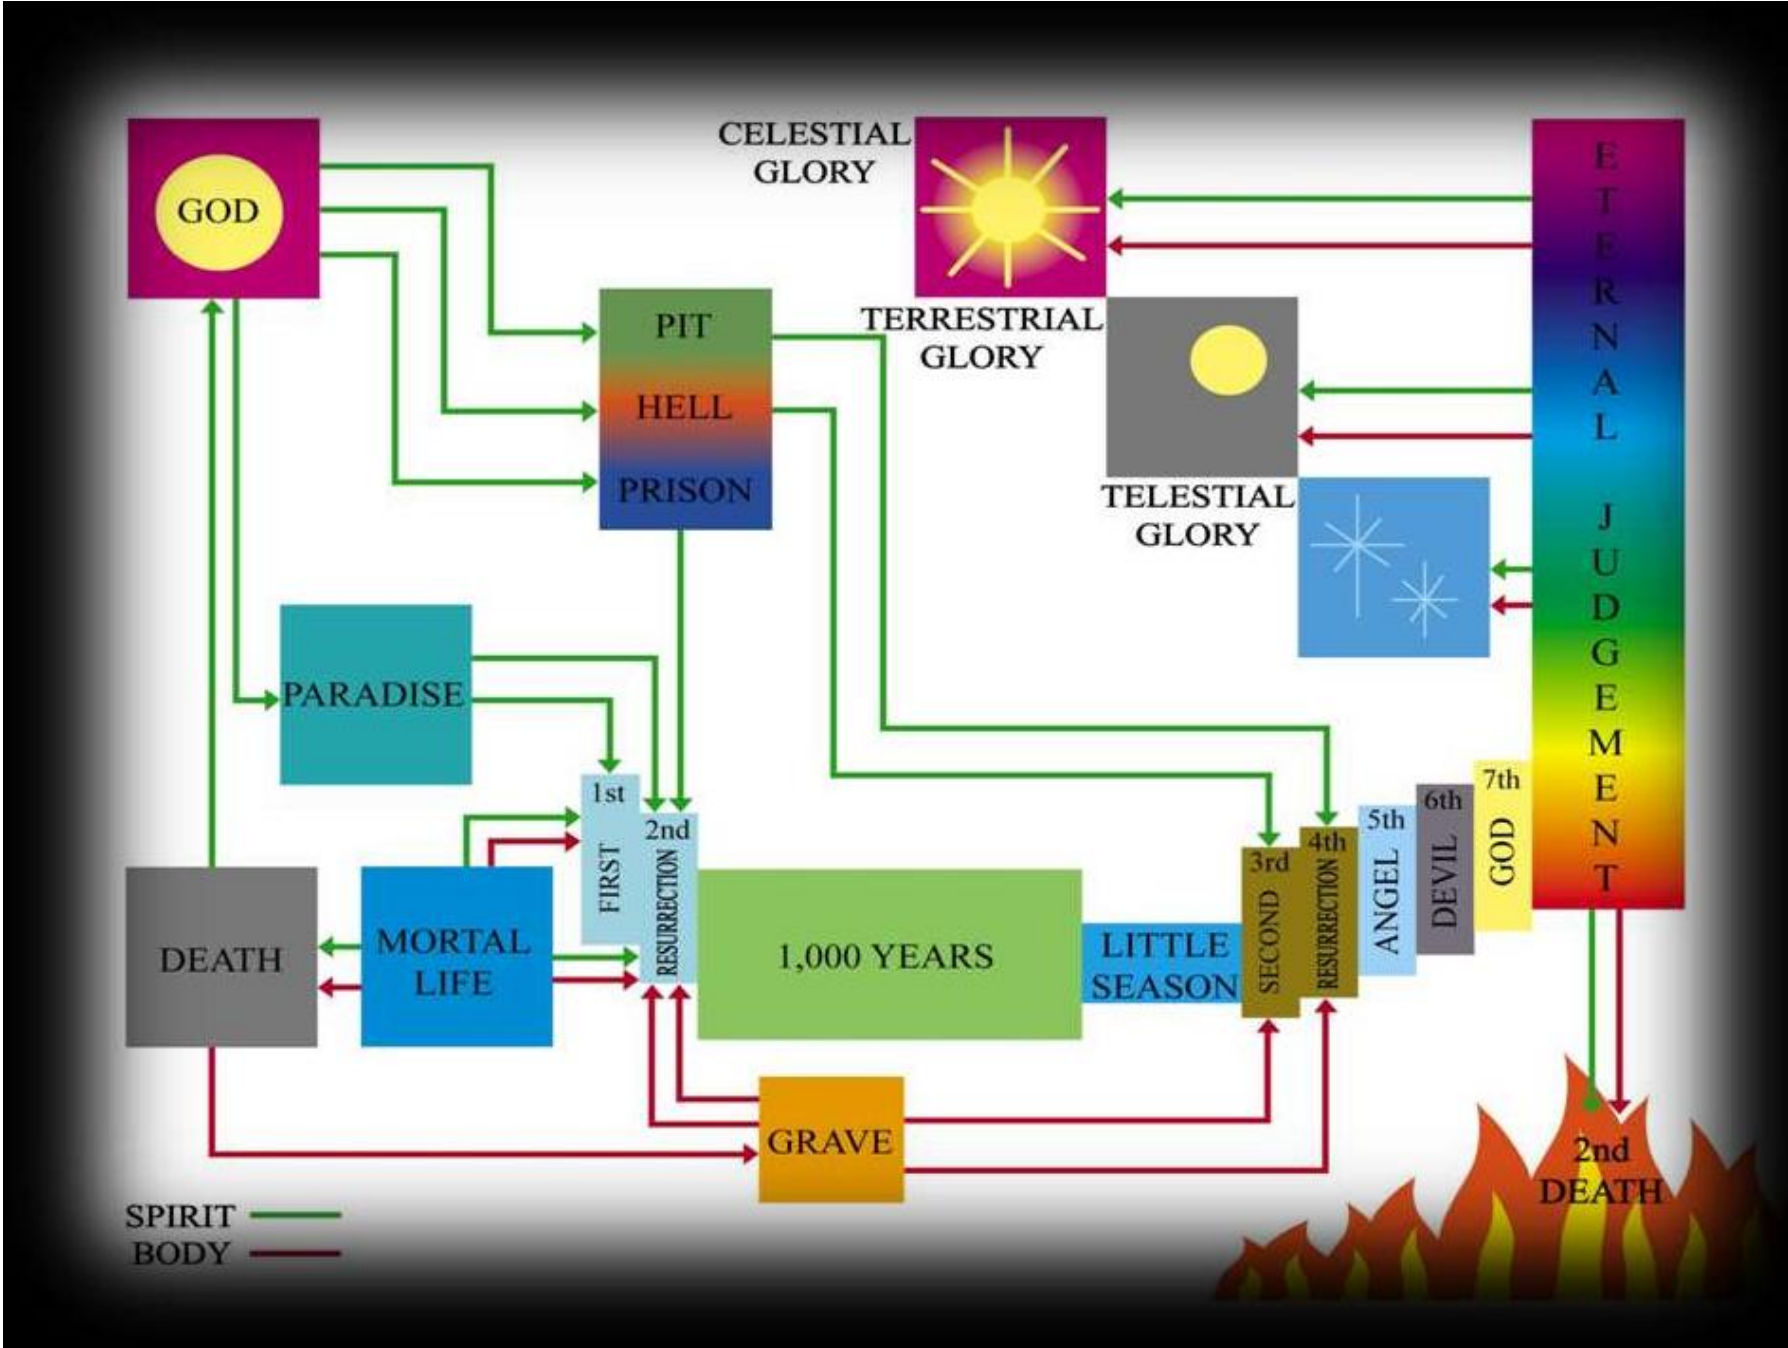 CELESTIAL
GLORY
GOD
TERRESTRIAL
GLORY
PIT
HELL
PRISON
TELESTIAL
GLORY
ETERNAL JUDGEMENT
PARADISE
1st
FIRST
2nd
RESURRECTION
DEATH
MORTAL
LIFE
1,000 YEARS
LITTLE
SEASON
3rd
SECOND
4th
RESURRECTION
5th
ANGEL
6th
DEVIL
7th
GOD
GRAVE
2nd
DEATH
SPIRIT
BODY